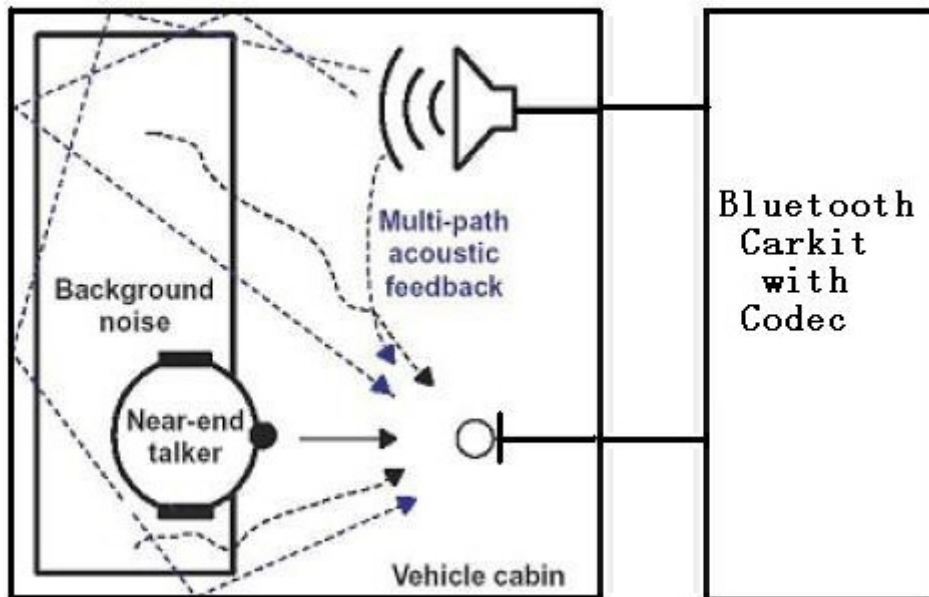 Multi-path
acoustic
feedback
Background
noise
Near-end
talker
Vehicle cabin
Bluetooth
Carkit
with
Codec